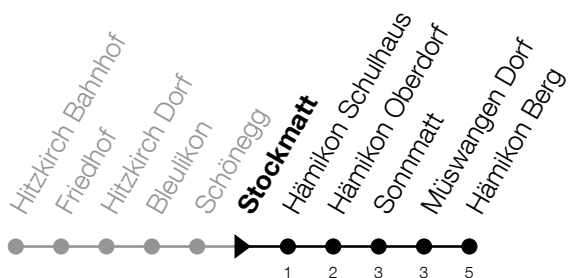 Hitzkirch Bahnhof
Friedhof
Hitzkirch Dorf
Bleulikon
Schönegg
Stockmatt
Hämikon Schulhaus
Hämikon Oberdorf
Sonnmatt
Müswangen Dorf
Hämikon Berg
1 2 3 3 5